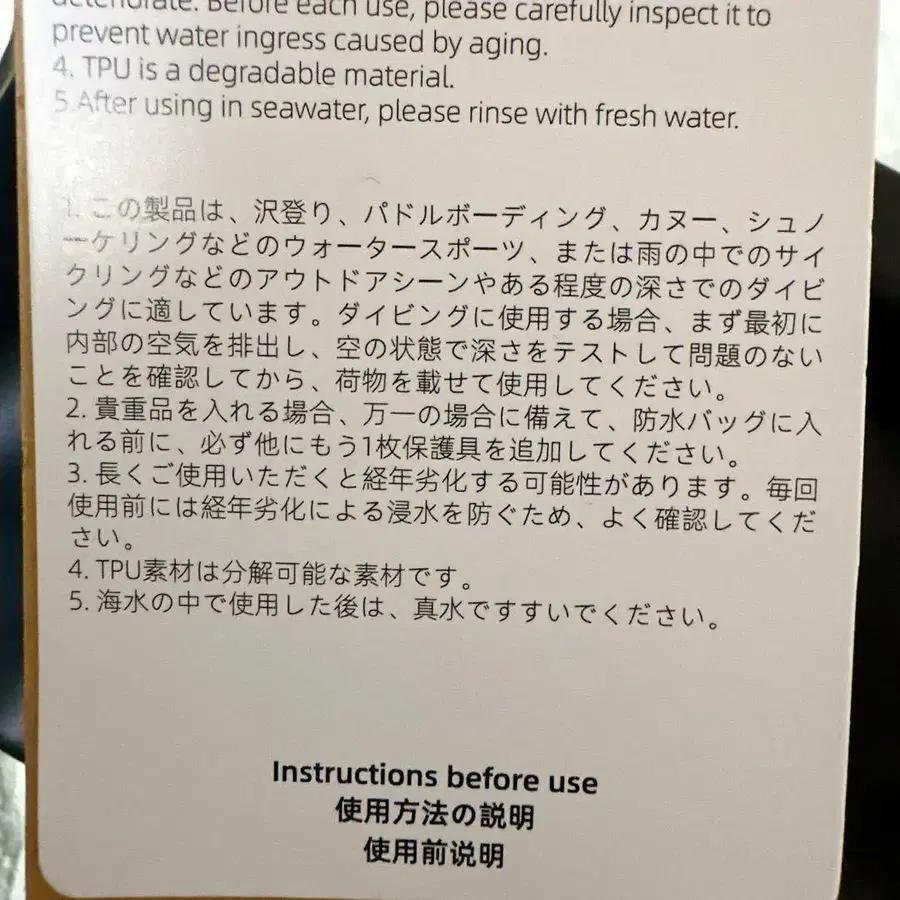 deteriorate. Before each use, please carefully inspect it to
prevent water ingress caused by aging.
4. TPU is a degradable material.
5.After using in seawater, please rinse with fresh water.
1. この製品は、沢登り、パドルボーディング、カヌー、シュノ
ーケリングなどのウォータースポーツ、または雨の中でのサイ
クリングなどのアウトドアシーンやある程度の深さでのダイビ
ングに適しています。ダイビングに使用する場合、まず最初に
内部の空気を排出し、空の状態で深さをテストして問題のない
ことを確認してから、荷物を載せて使用してください。
2. 貴重品を入れる場合、万一の場合に備えて、防水バッグに入
れる前に、必ず他にもう1枚保護具を追加してください。
3. 長くご使用いただくと経年劣化する可能性があります。毎回
使用前には経年劣化による浸水を防ぐため、よく確認してくだ
さい。
4. TPU素材は分解可能な素材です。
5. 海水の中で使用した後は、真水ですすいでください。
Instructions before use
使用方法の説明
使用前说明